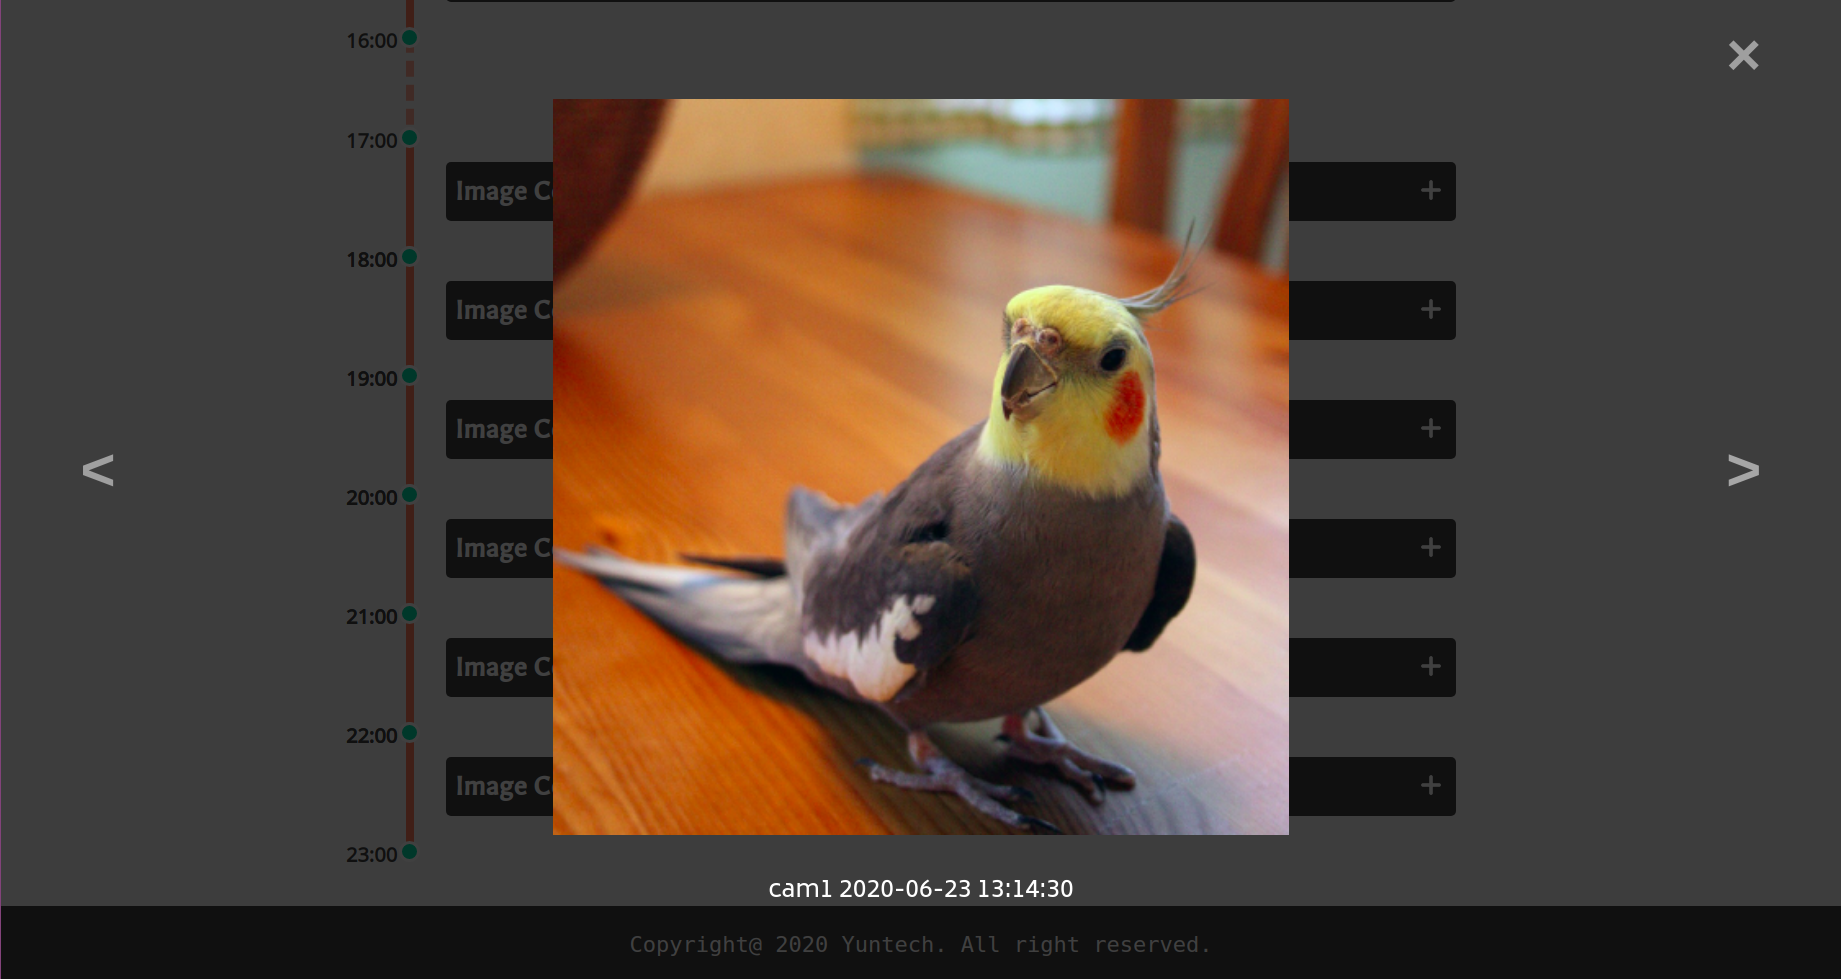 16:00
17:00
Image
18:00
Image
19:00
Image
20:00
Image
21:00
Image
22:00
Image
23:00
cam1 2020-06-23 13:14:30
Copyright@ 2020 Yuntech. All right reserved.